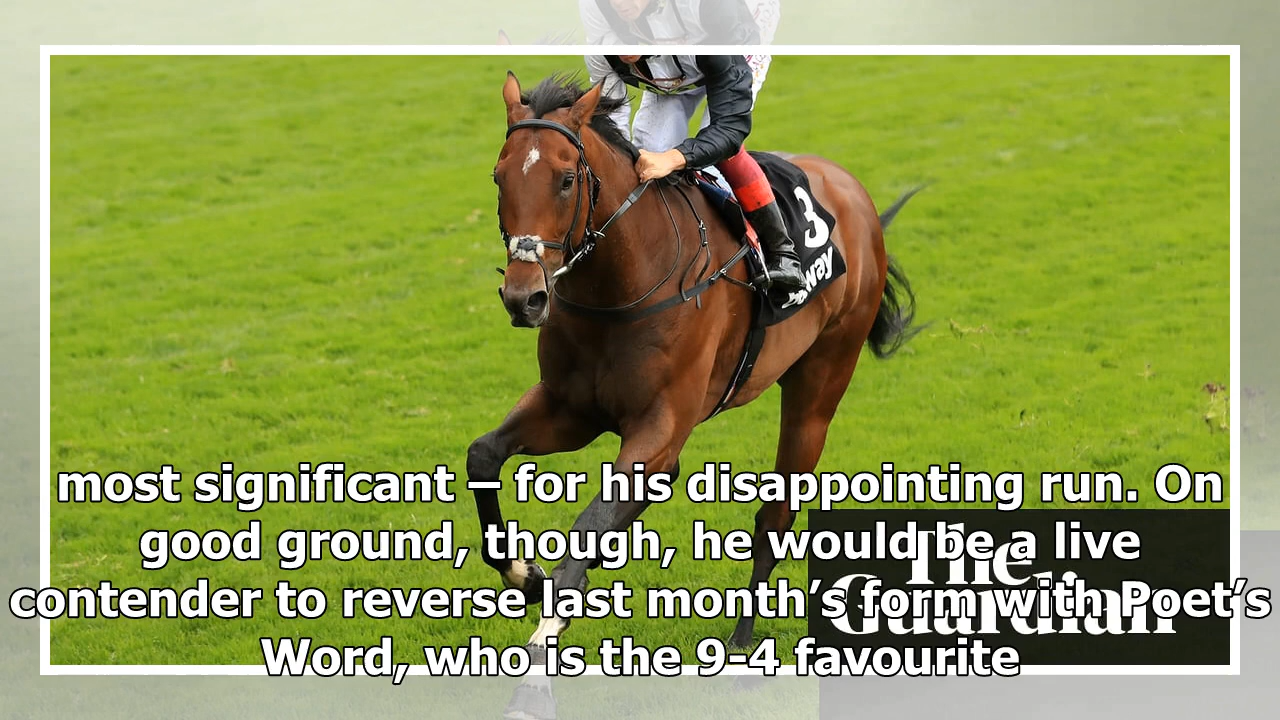 3
most significant – for his disappointing run. On
good ground, though, he would be a live
contender to reverse last month’s form with Poet’s
Word, who is the 9-4 favourite
The
Guardian